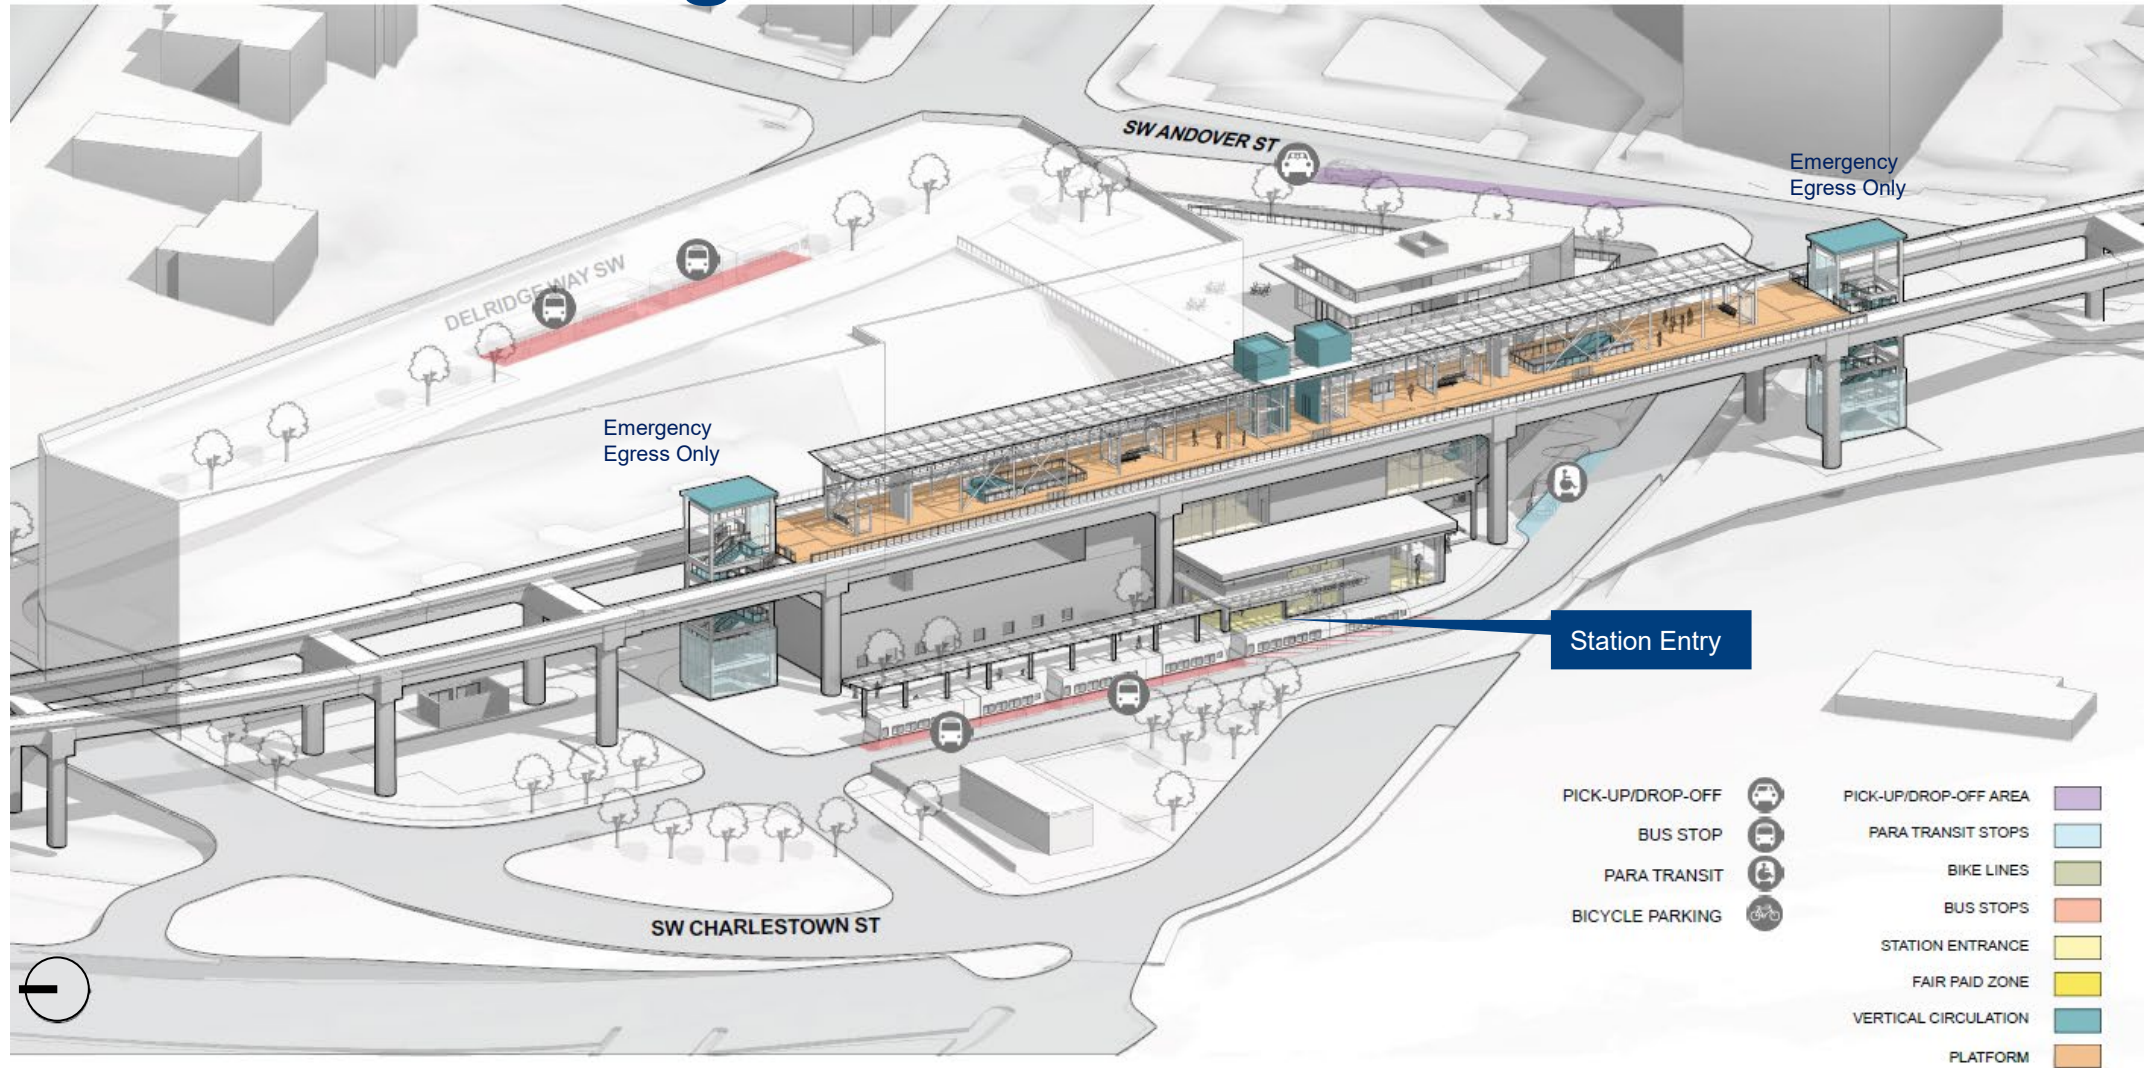 SW ANDOVER ST
Emergency
Egress Only
DELRIDGE WAY SW
Emergency
Egress Only
Station Entry
SW CHARLESTOWN ST
PICK-UP/DROP-OFF
BUS STOP
PARA TRANSIT
BICYCLE PARKING
PICK-UP/DROP-OFF AREA
PARA TRANSIT STOPS
BIKE LINES
BUS STOPS
STATION ENTRANCE
FAIR PAID ZONE
VERTICAL CIRCULATION
PLATFORM